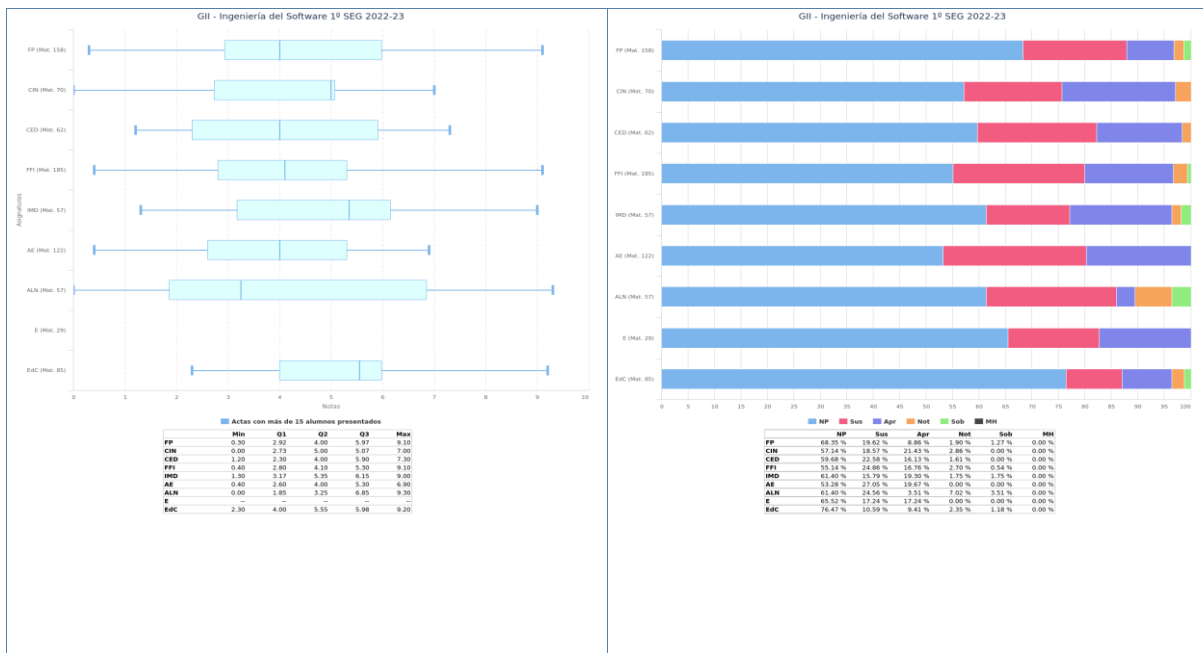 GII - Ingeniería del Software 1º SEG 2022-23
Asignatures
FP (Mat. 158)
CIN (Mat. 70)
CED (Mat. 62)
FFI (Mat. 185)
IMD (Mat. 57)
AE (Mat. 122)
ALN (Mat. 57)
E (Mat. 29)
EdC (Mat. 85)
0 1 2 3 4 5 6 7 8 9 10
Notas
Actas con más de 15 alumnos presentados
Min Q1 Q2 Q3 Max
FP 0.30 2.92 4.00 5.97 9.10
CIN 0.00 2.73 5.00 5.07 7.00
CED 1.20 2.30 4.00 5.90 7.30
FFI 0.40 2.80 4.10 5.30 9.10
IMD 1.30 3.17 5.35 6.15 9.00
AE 0.40 2.60 4.00 5.30 6.90
ALN 0.00 1.85 3.25 6.85 9.30
E -- -- -- -- --
EdC 2.30 4.00 5.55 5.98 9.20
GII - Ingeniería del Software 1º SEG 2022-23
FP (Mat. 158)
CIN (Mat. 70)
CED (Mat. 62)
FFI (Mat. 185)
IMD (Mat. 57)
AE (Mat. 122)
ALN (Mat. 57)
E (Mat. 29)
EdC (Mat. 85)
0 5 10 15 20 25 30 35 40 45 50 55 60 65 70 75 80 85 90 95 100
NP Sus Apr Not Sob MH
NP Sus Apr Not Sob MH
FP 68.35 % 19.62 % 8.86 % 1.90 % 1.27 % 0.00 %
CIN 57.14 % 18.57 % 21.43 % 2.86 % 0.00 % 0.00 %
CED 59.68 % 22.58 % 16.13 % 1.61 % 0.00 % 0.00 %
FFI 55.14 % 24.86 % 16.76 % 2.70 % 0.54 % 0.00 %
IMD 61.40 % 15.79 % 19.30 % 1.75 % 1.75 % 0.00 %
AE 53.28 % 27.05 % 19.67 % 0.00 % 0.00 % 0.00 %
ALN 61.40 % 24.56 % 3.51 % 7.02 % 3.51 % 0.00 %
E 65.52 % 17.24 % 17.24 % 0.00 % 0.00 % 0.00 %
EdC 76.47 % 10.59 % 9.41 % 2.35 % 1.18 % 0.00 %